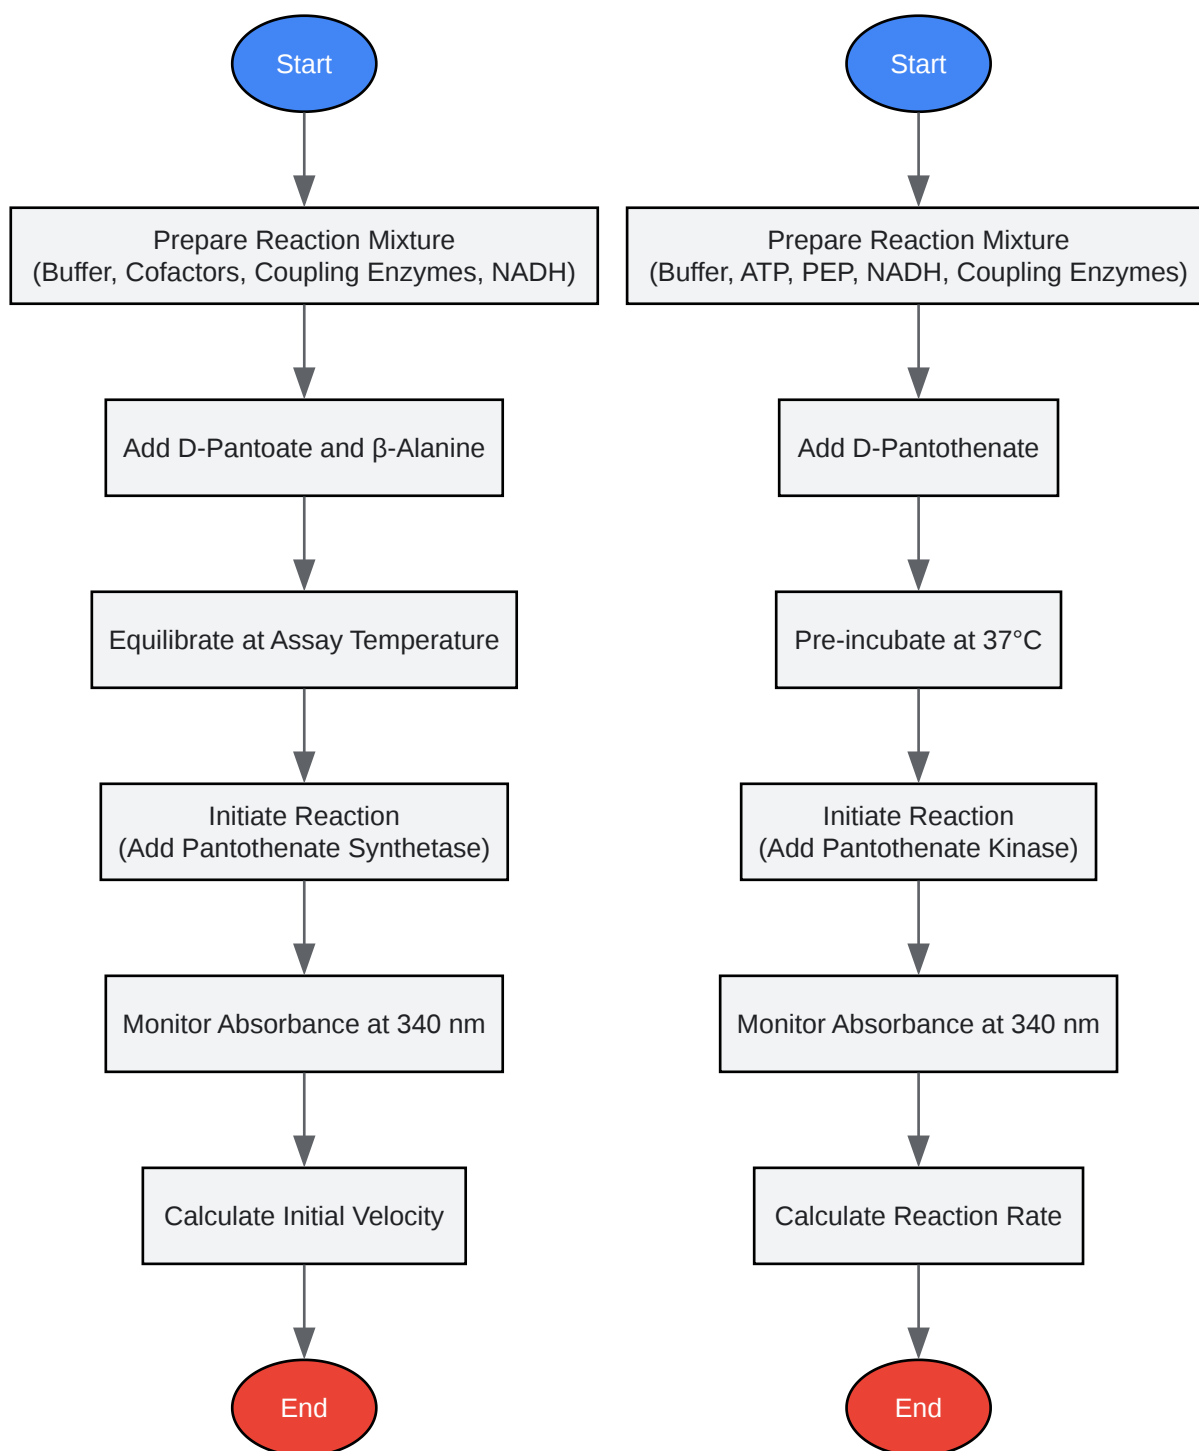 Start
Prepare Reaction Mixture
(Buffer, Cofactors, Coupling Enzymes, NADH)
Add D-Pantoate and β-Alanine
Equilibrate at Assay Temperature
Initiate Reaction
(Add Pantothenate Synthetase)
Monitor Absorbance at 340 nm
Calculate Initial Velocity
End
Start
Prepare Reaction Mixture
(Buffer, ATP, PEP, NADH, Coupling Enzymes)
Add D-Pantothenate
Pre-incubate at 37°C
Initiate Reaction
(Add Pantothenate Kinase)
Monitor Absorbance at 340 nm
Calculate Reaction Rate
End